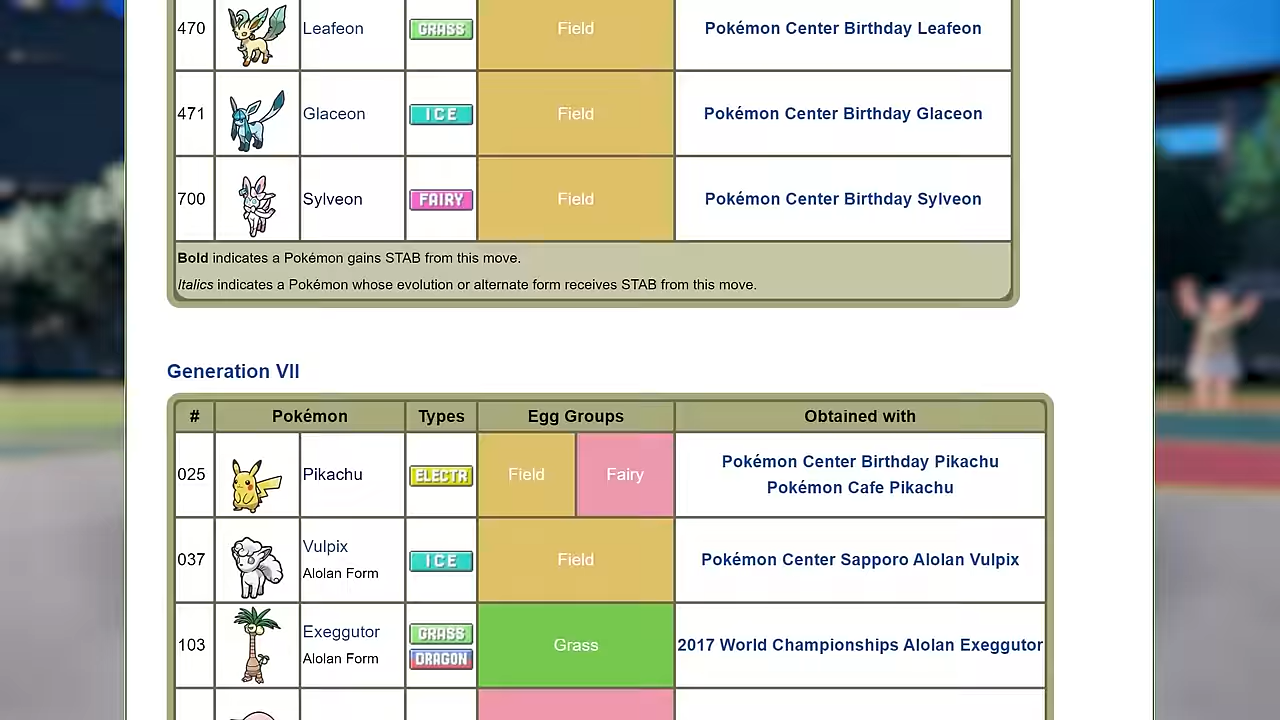 470 Leafeon GRASS Field Pokémon Center Birthday Leafeon
471 Glaceon ICE Field Pokémon Center Birthday Glaceon
700 Sylveon FAIRY Field Pokémon Center Birthday Sylveon
Bold indicates a Pokémon gains STAB from this move.
Italics indicates a Pokémon whose evolution or alternate form receives STAB from this move.
Generation VII
# Pokémon Types Egg Groups Obtained with
025 Pikachu ELECTR Field Fairy Pokémon Center Birthday Pikachu
Pokémon Cafe Pikachu
037 Vulpix ICE Field Pokémon Center Sapporo Alolan Vulpix
Alolan Form
103 Exeggutor GRASS Grass 2017 World Championships Alolan Exeggutor
Alolan Form DRAGON